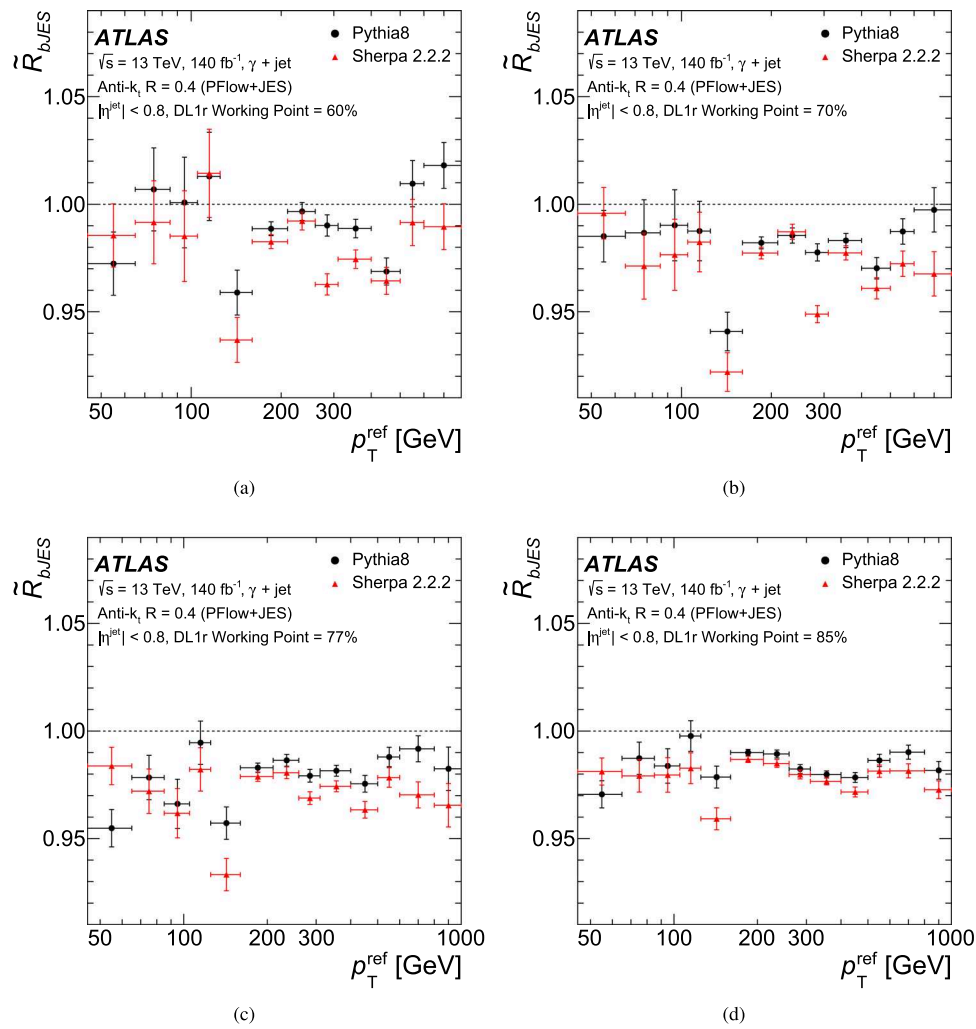 R̃bJES
ATLAS
√s = 13 TeV, 140 fb⁻¹, γ + jet
Anti-kₜ R = 0.4 (PFlow+JES)
|ηʲᵉᵗ| < 0.8, DL1r Working Point = 60%
Pythia8
Sherpa 2.2.2
1.05
1.00
0.95
50 100 200 300
pTʳᵉᶠ [GeV]
(a)
R̃bJES
ATLAS
√s = 13 TeV, 140 fb⁻¹, γ + jet
Anti-kₜ R = 0.4 (PFlow+JES)
|ηʲᵉᵗ| < 0.8, DL1r Working Point = 70%
Pythia8
Sherpa 2.2.2
1.05
1.00
0.95
50 100 200 300
pTʳᵉᶠ [GeV]
(b)
R̃bJES
ATLAS
√s = 13 TeV, 140 fb⁻¹, γ + jet
Anti-kₜ R = 0.4 (PFlow+JES)
|ηʲᵉᵗ| < 0.8, DL1r Working Point = 77%
Pythia8
Sherpa 2.2.2
1.05
1.00
0.95
50 100 200 300 1000
pTʳᵉᶠ [GeV]
(c)
R̃bJES
ATLAS
√s = 13 TeV, 140 fb⁻¹, γ + jet
Anti-kₜ R = 0.4 (PFlow+JES)
|ηʲᵉᵗ| < 0.8, DL1r Working Point = 85%
Pythia8
Sherpa 2.2.2
1.05
1.00
0.95
50 100 200 300 1000
pTʳᵉᶠ [GeV]
(d)